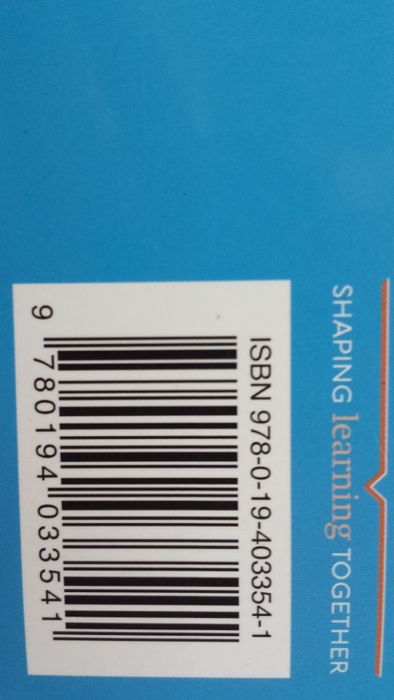 SHAPING learning TOGETHER
ISBN 978-0-19-403354-1
9 780194 033541